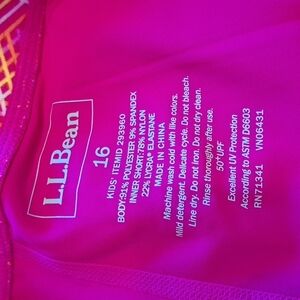 L.L.Bean
16
KIDS' ITEMID 293960
BODY:91% POLYESTER 9% SPANDEX
INNER SHORT:78% NYLON
22% LYCRA® ELASTANE
MADE IN CHINA
Machine wash cold with like colors.
Mild detergent. Delicate cycle. Do not bleach.
Line dry. Do not iron. Do not dry clean.
Rinse thoroughly after use.
50+UPF
Excellent UV Protection
According to ASTM D6603
RN71341 VN06431